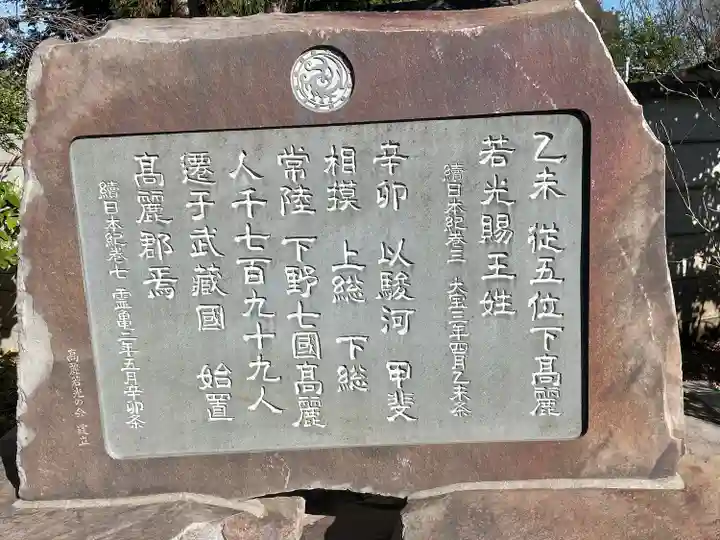 乙未 從五位下高麗
若光賜王姓
續日本紀卷三 大宝三年四月乙未条
辛卯 以駿河 甲斐
相摸 上総 下総
常陸 下野七國高麗
人千七百九十九人
遷于武藏國 始置
高麗郡焉
續日本紀卷七 霊亀二年五月辛卯条
高麗若光の会 建立